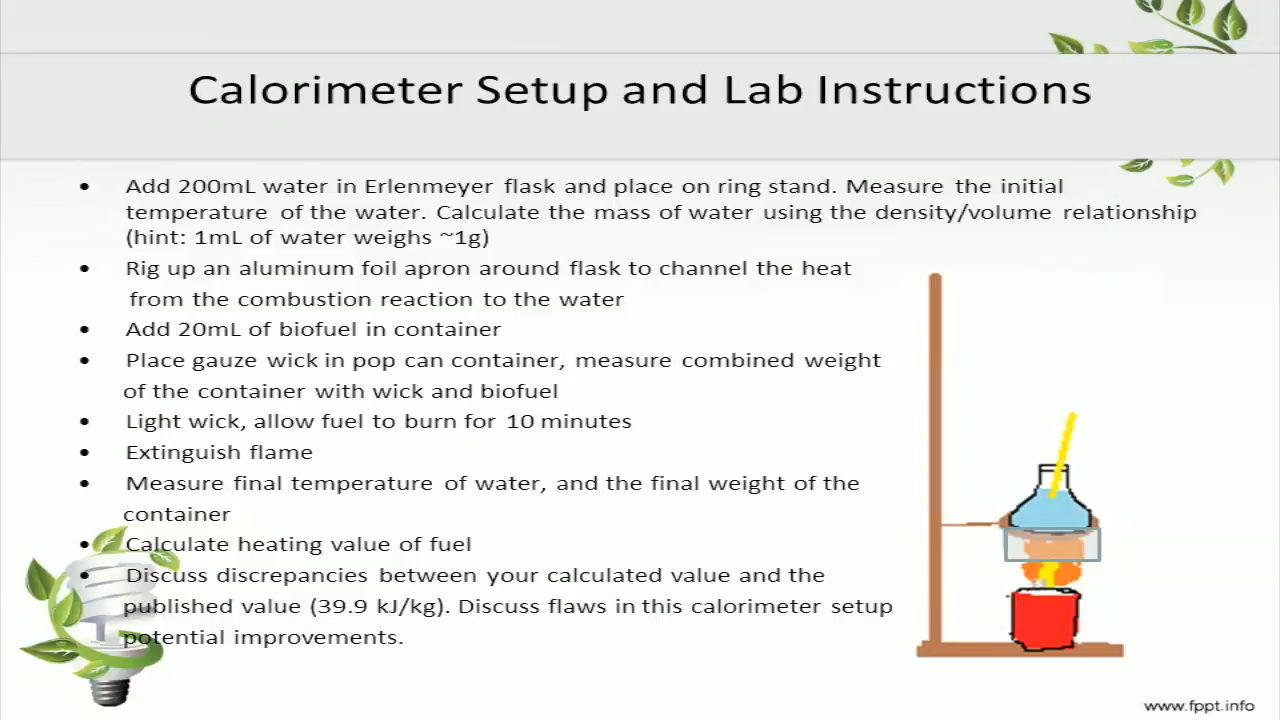 Calorimeter Setup and Lab Instructions
• Add 200mL water in Erlenmeyer flask and place on ring stand. Measure the initial
temperature of the water. Calculate the mass of water using the density/volume relationship
(hint: 1mL of water weighs ~1g)
• Rig up an aluminum foil apron around flask to channel the heat
from the combustion reaction to the water
• Add 20mL of biofuel in container
• Place gauze wick in pop can container, measure combined weight
of the container with wick and biofuel
• Light wick, allow fuel to burn for 10 minutes
• Extinguish flame
• Measure final temperature of water, and the final weight of the
container
• Calculate heating value of fuel
• Discuss discrepancies between your calculated value and the
published value (39.9 kJ/kg). Discuss flaws in this calorimeter setup
potential improvements.
www.fppt.info